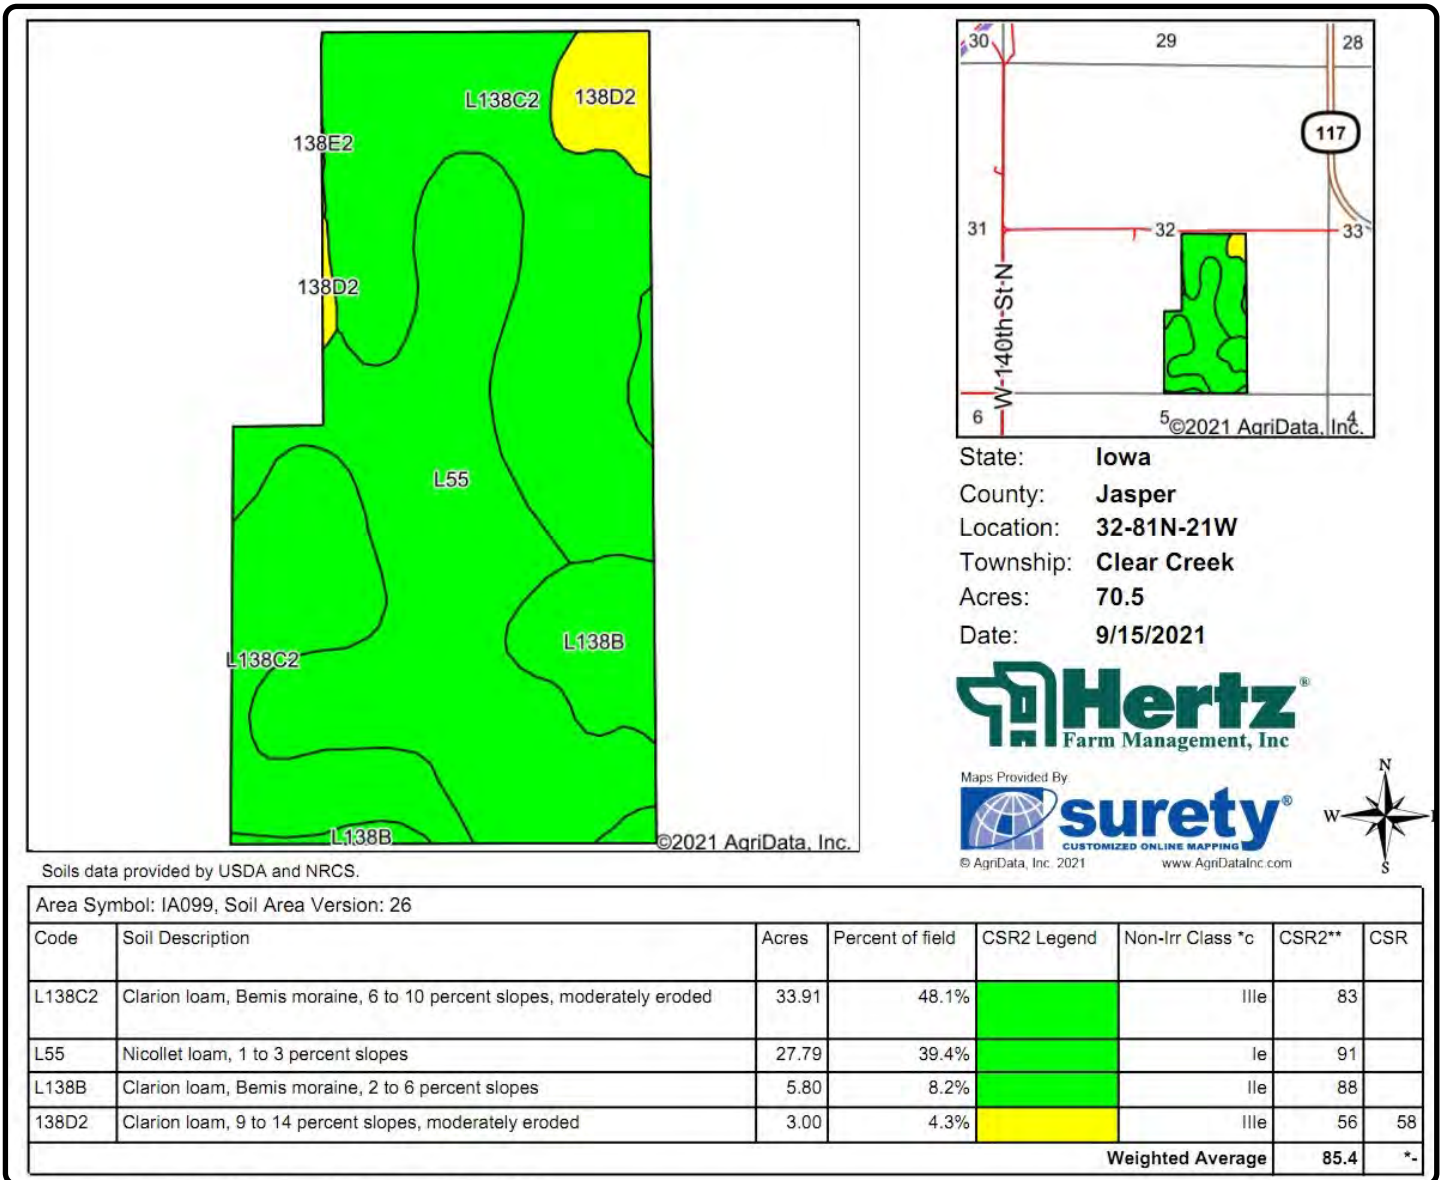 L138C2
138D2
138E2
138D2
L55
L138B
L138C2
L138B
©2021 AgriData, Inc.
30
29
28
117
31
32
33
W-140th-St-N
6
5
4
©2021 AgriData, Inc.
State: Iowa
County: Jasper
Location: 32-81N-21W
Township: Clear Creek
Acres: 70.5
Date: 9/15/2021
Hertz®
Farm Management, Inc
Maps Provided By:
surety®
CUSTOMIZED ONLINE MAPPING
© AgriData, Inc. 2021 www.AgriDataInc.com
N
W
S
Soils data provided by USDA and NRCS.
Area Symbol: IA099, Soil Area Version: 26
Code Soil Description Acres Percent of field CSR2 Legend Non-Irr Class *c CSR2** CSR
L138C2 Clarion loam, Bemis moraine, 6 to 10 percent slopes, moderately eroded 33.91 48.1% IIIe 83
L55 Nicollet loam, 1 to 3 percent slopes 27.79 39.4% Ie 91
L138B Clarion loam, Bemis moraine, 2 to 6 percent slopes 5.80 8.2% IIe 88
138D2 Clarion loam, 9 to 14 percent slopes, moderately eroded 3.00 4.3% IIIe 56 58
Weighted Average 85.4 *-